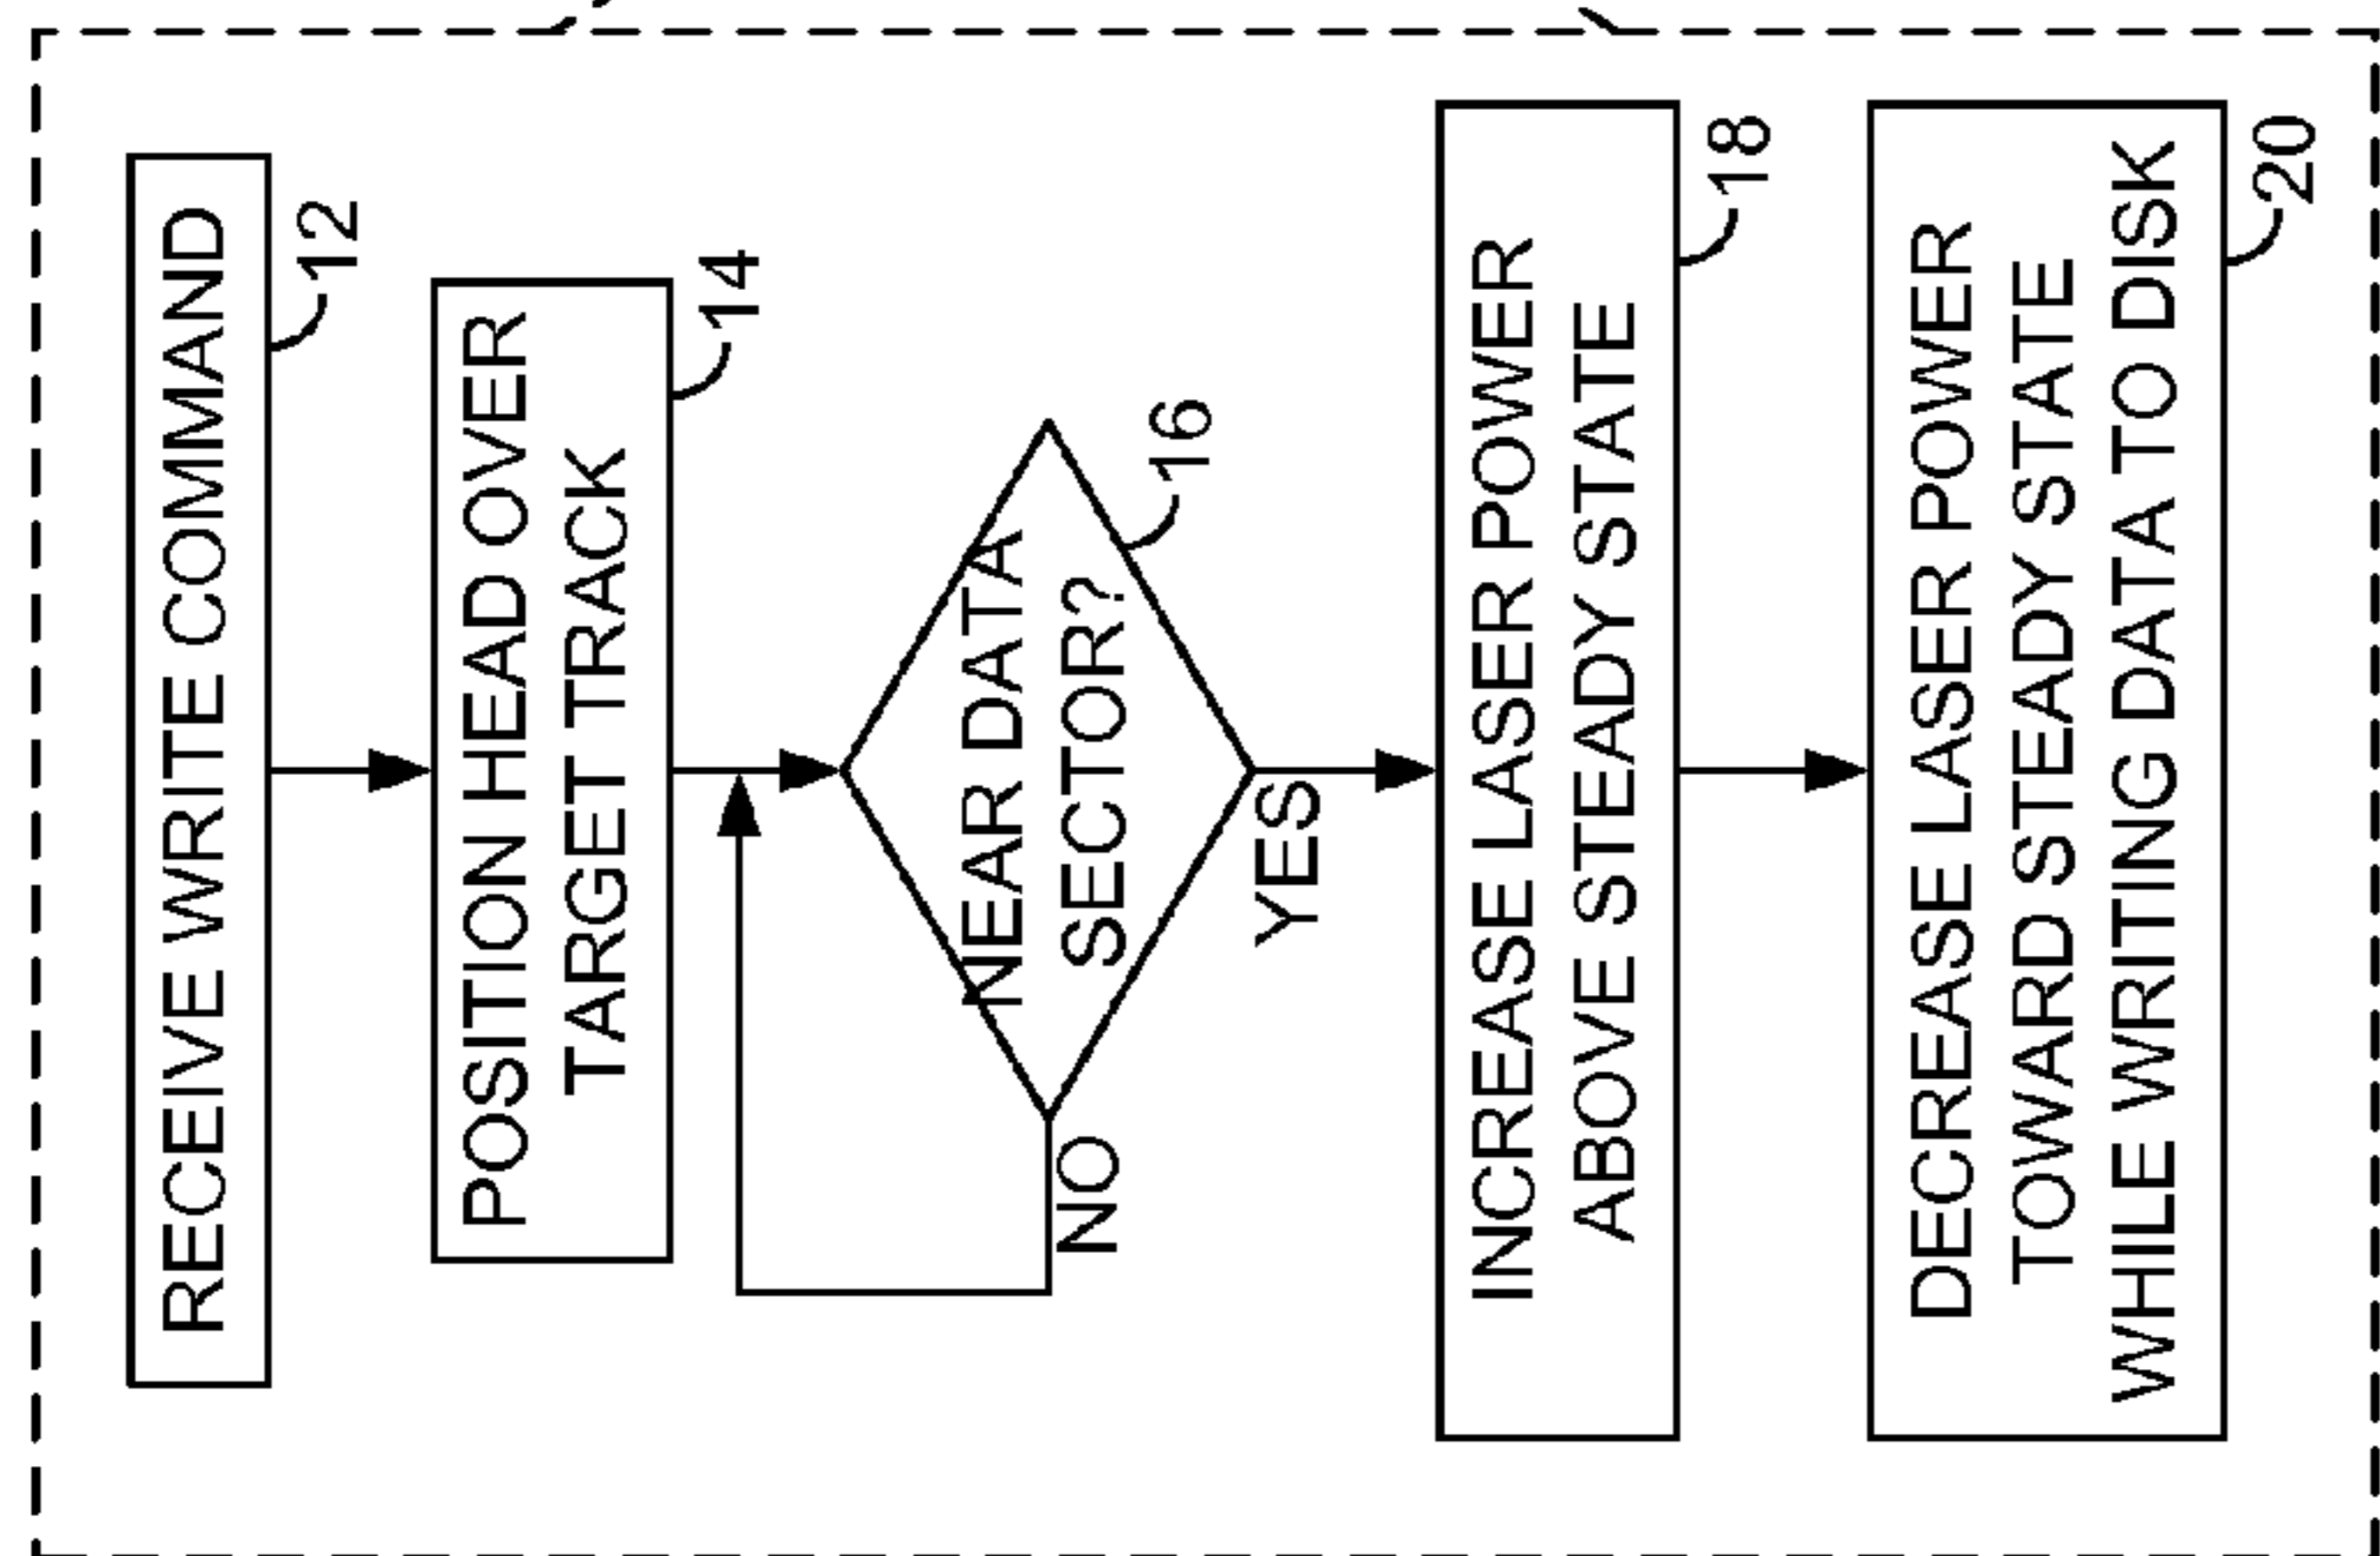 RECEIVE WRITE COMMAND
12
POSITION HEAD OVER
TARGET TRACK
14
NEAR DATA
SECTOR?
16
NO
YES
INCREASE LASER POWER
ABOVE STEADY STATE
18
DECREASE LASER POWER
TOWARD STEADY STATE
WHILE WRITING DATA TO DISK
20